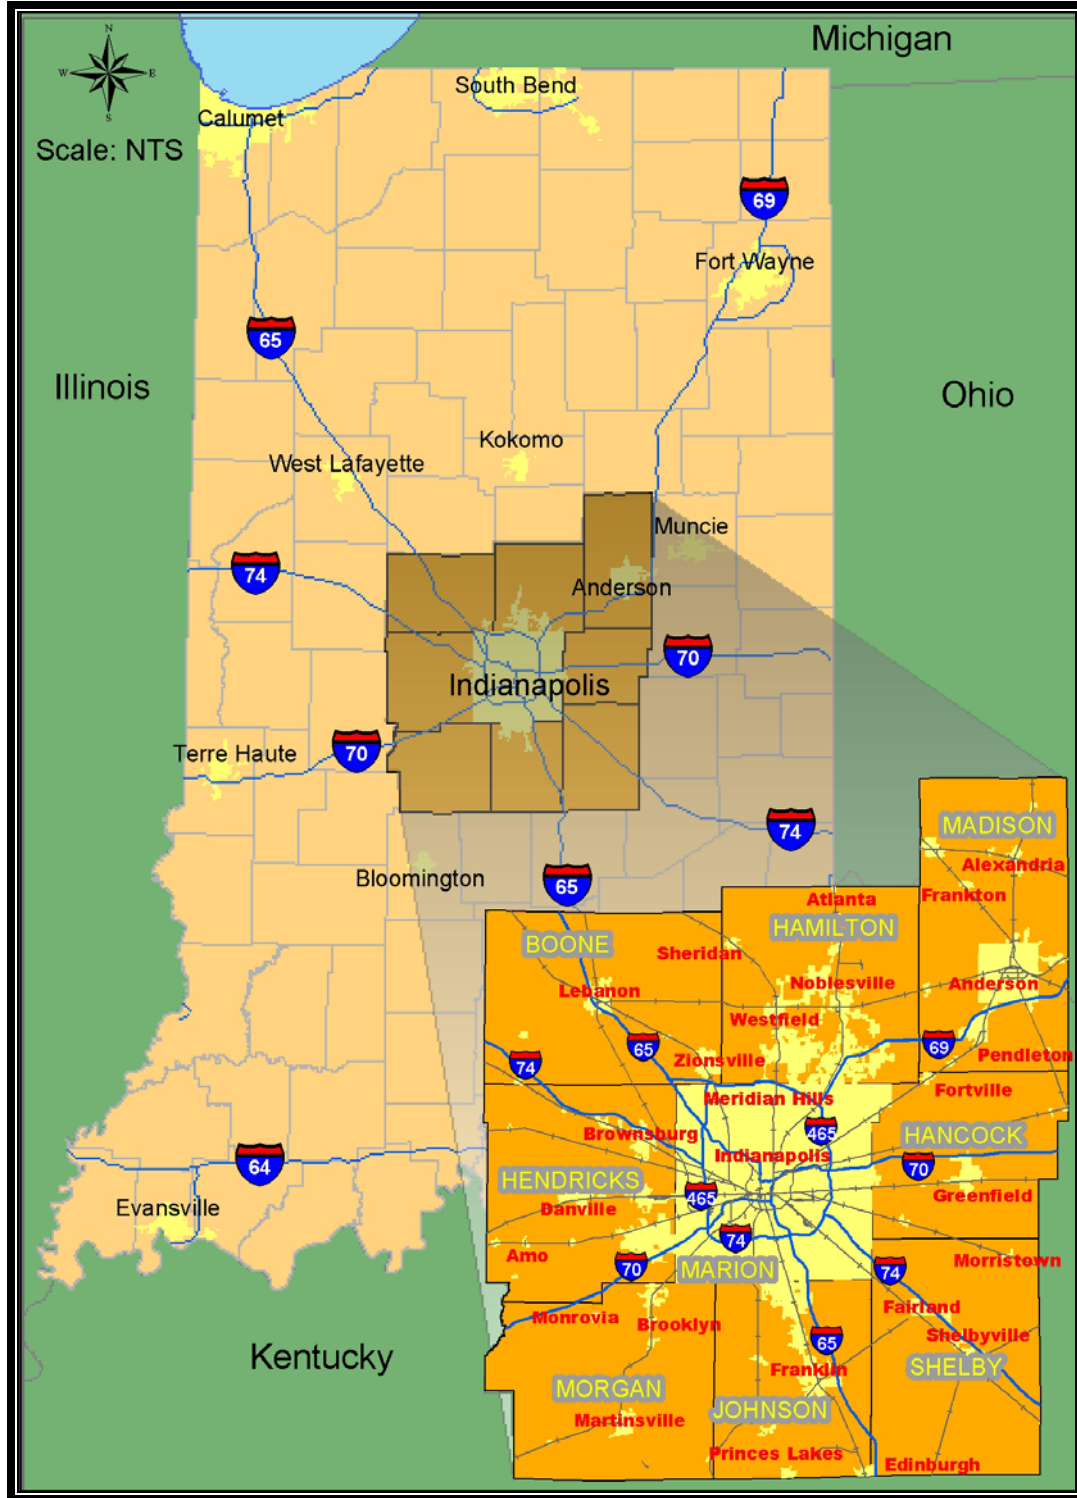 Michigan
N
W
E
S
South Bend
Calumet
Scale: NTS
69
Fort Wayne
65
Illinois
Ohio
Kokomo
West Lafayette
Muncie
74
Anderson
70
Indianapolis
70
Terre Haute
74
Bloomington
65
MADISON
Alexandria
Frankton
Atlanta
HAMILTON
BOONE
Sheridan
Noblesville
Anderson
Lebanon
Westfield
69
65
Pendleton
74
Zionsville
Fortville
Meridian Hills
Brownsburg
465
HANCOCK
Indianapolis
70
64
HENDRICKS
465
Greenfield
Danville
Evansville
74
Amo
70
MARION
74
Morristown
Monrovia
Brooklyn
Fairland
Shelbyville
65
Kentucky
Franklin
SHELBY
MORGAN
JOHNSON
Martinsville
Princes Lakes
Edinburgh